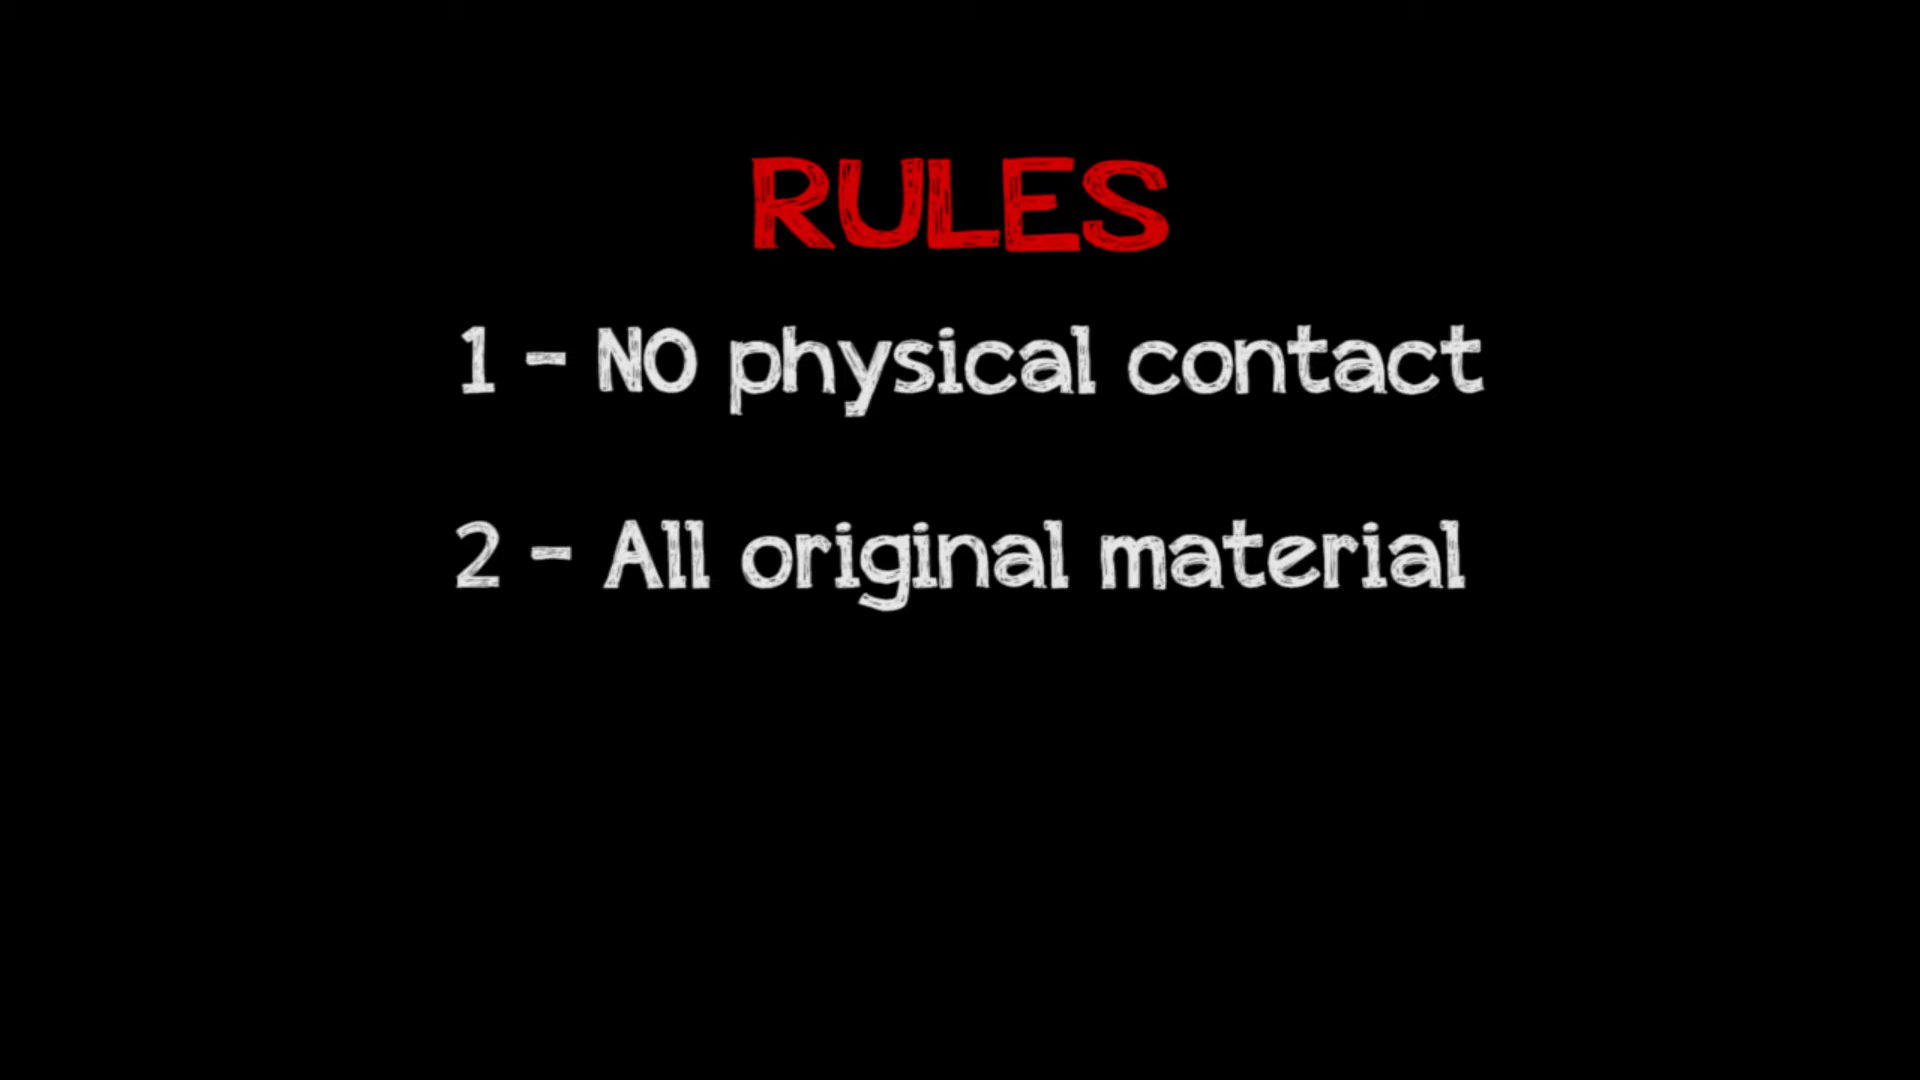 RULES
1 - NO physical contact
2 - All original material